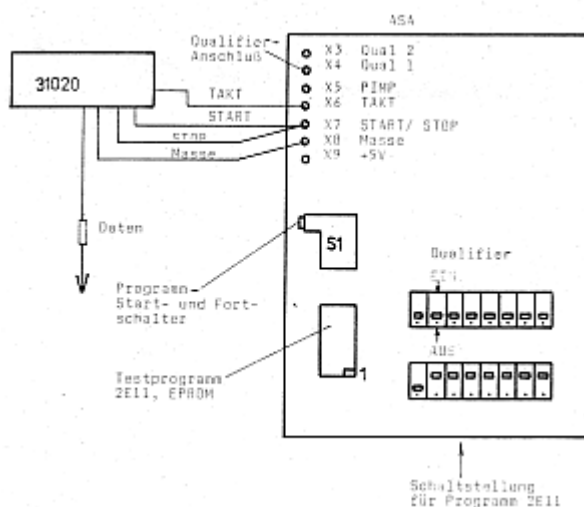 ASA
Qualifier-
Anschluß
X3 Qual 2
X4 Qual 1
X5 PIMP
X6 TAKT
X7 START/ STOP
X8 Masse
X9 +5V
31020
TAKT
START
STOP
Masse
Daten
S1
Programm
Start- und Fort-
schalter
Qualifier
EIN
AUS
Testprogramm
2E11, EPROM
1
Schaltstellung
für Programm 2E11